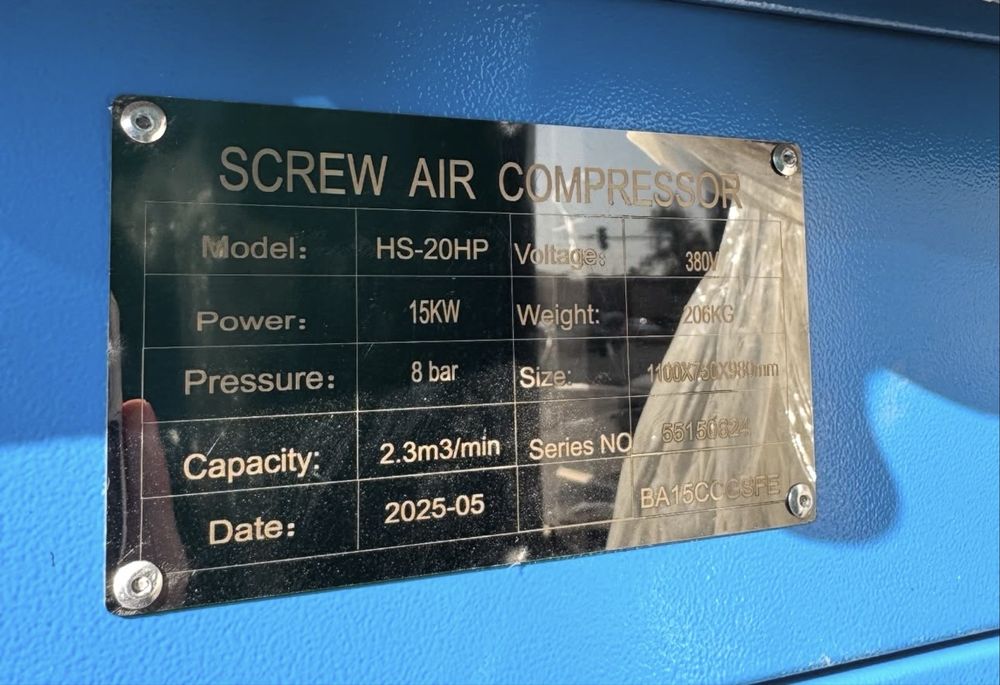 SCREW AIR COMPRESSOR
Model: HS-20HP Voltage: 380V
Power: 15KW Weight: 206KG
Pressure: 8 bar Size: 1100X750X980mm
Capacity: 2.3m3/min Series NO
Date: 2025-05